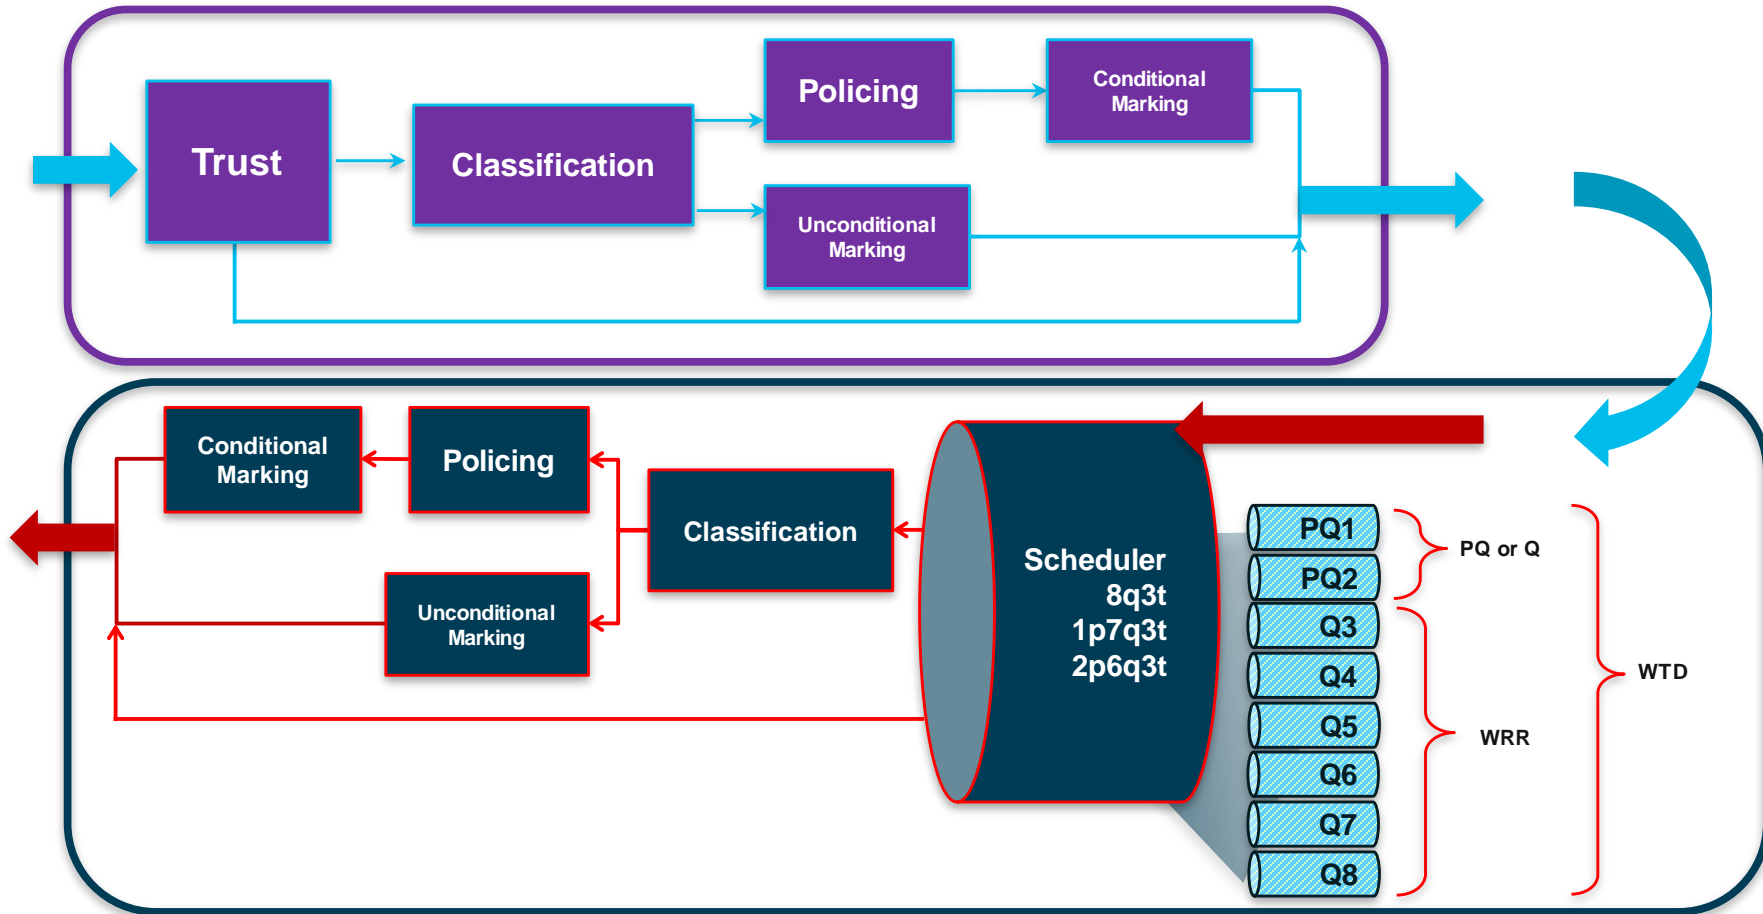 Trust
Classification
Policing
Conditional
Marking
Unconditional
Marking
Conditional
Marking
Policing
Classification
Unconditional
Marking
Scheduler
8q3t
1p7q3t
2p6q3t
PQ1
PQ2
Q3
Q4
Q5
Q6
Q7
Q8
PQ or Q
WRR
WTD